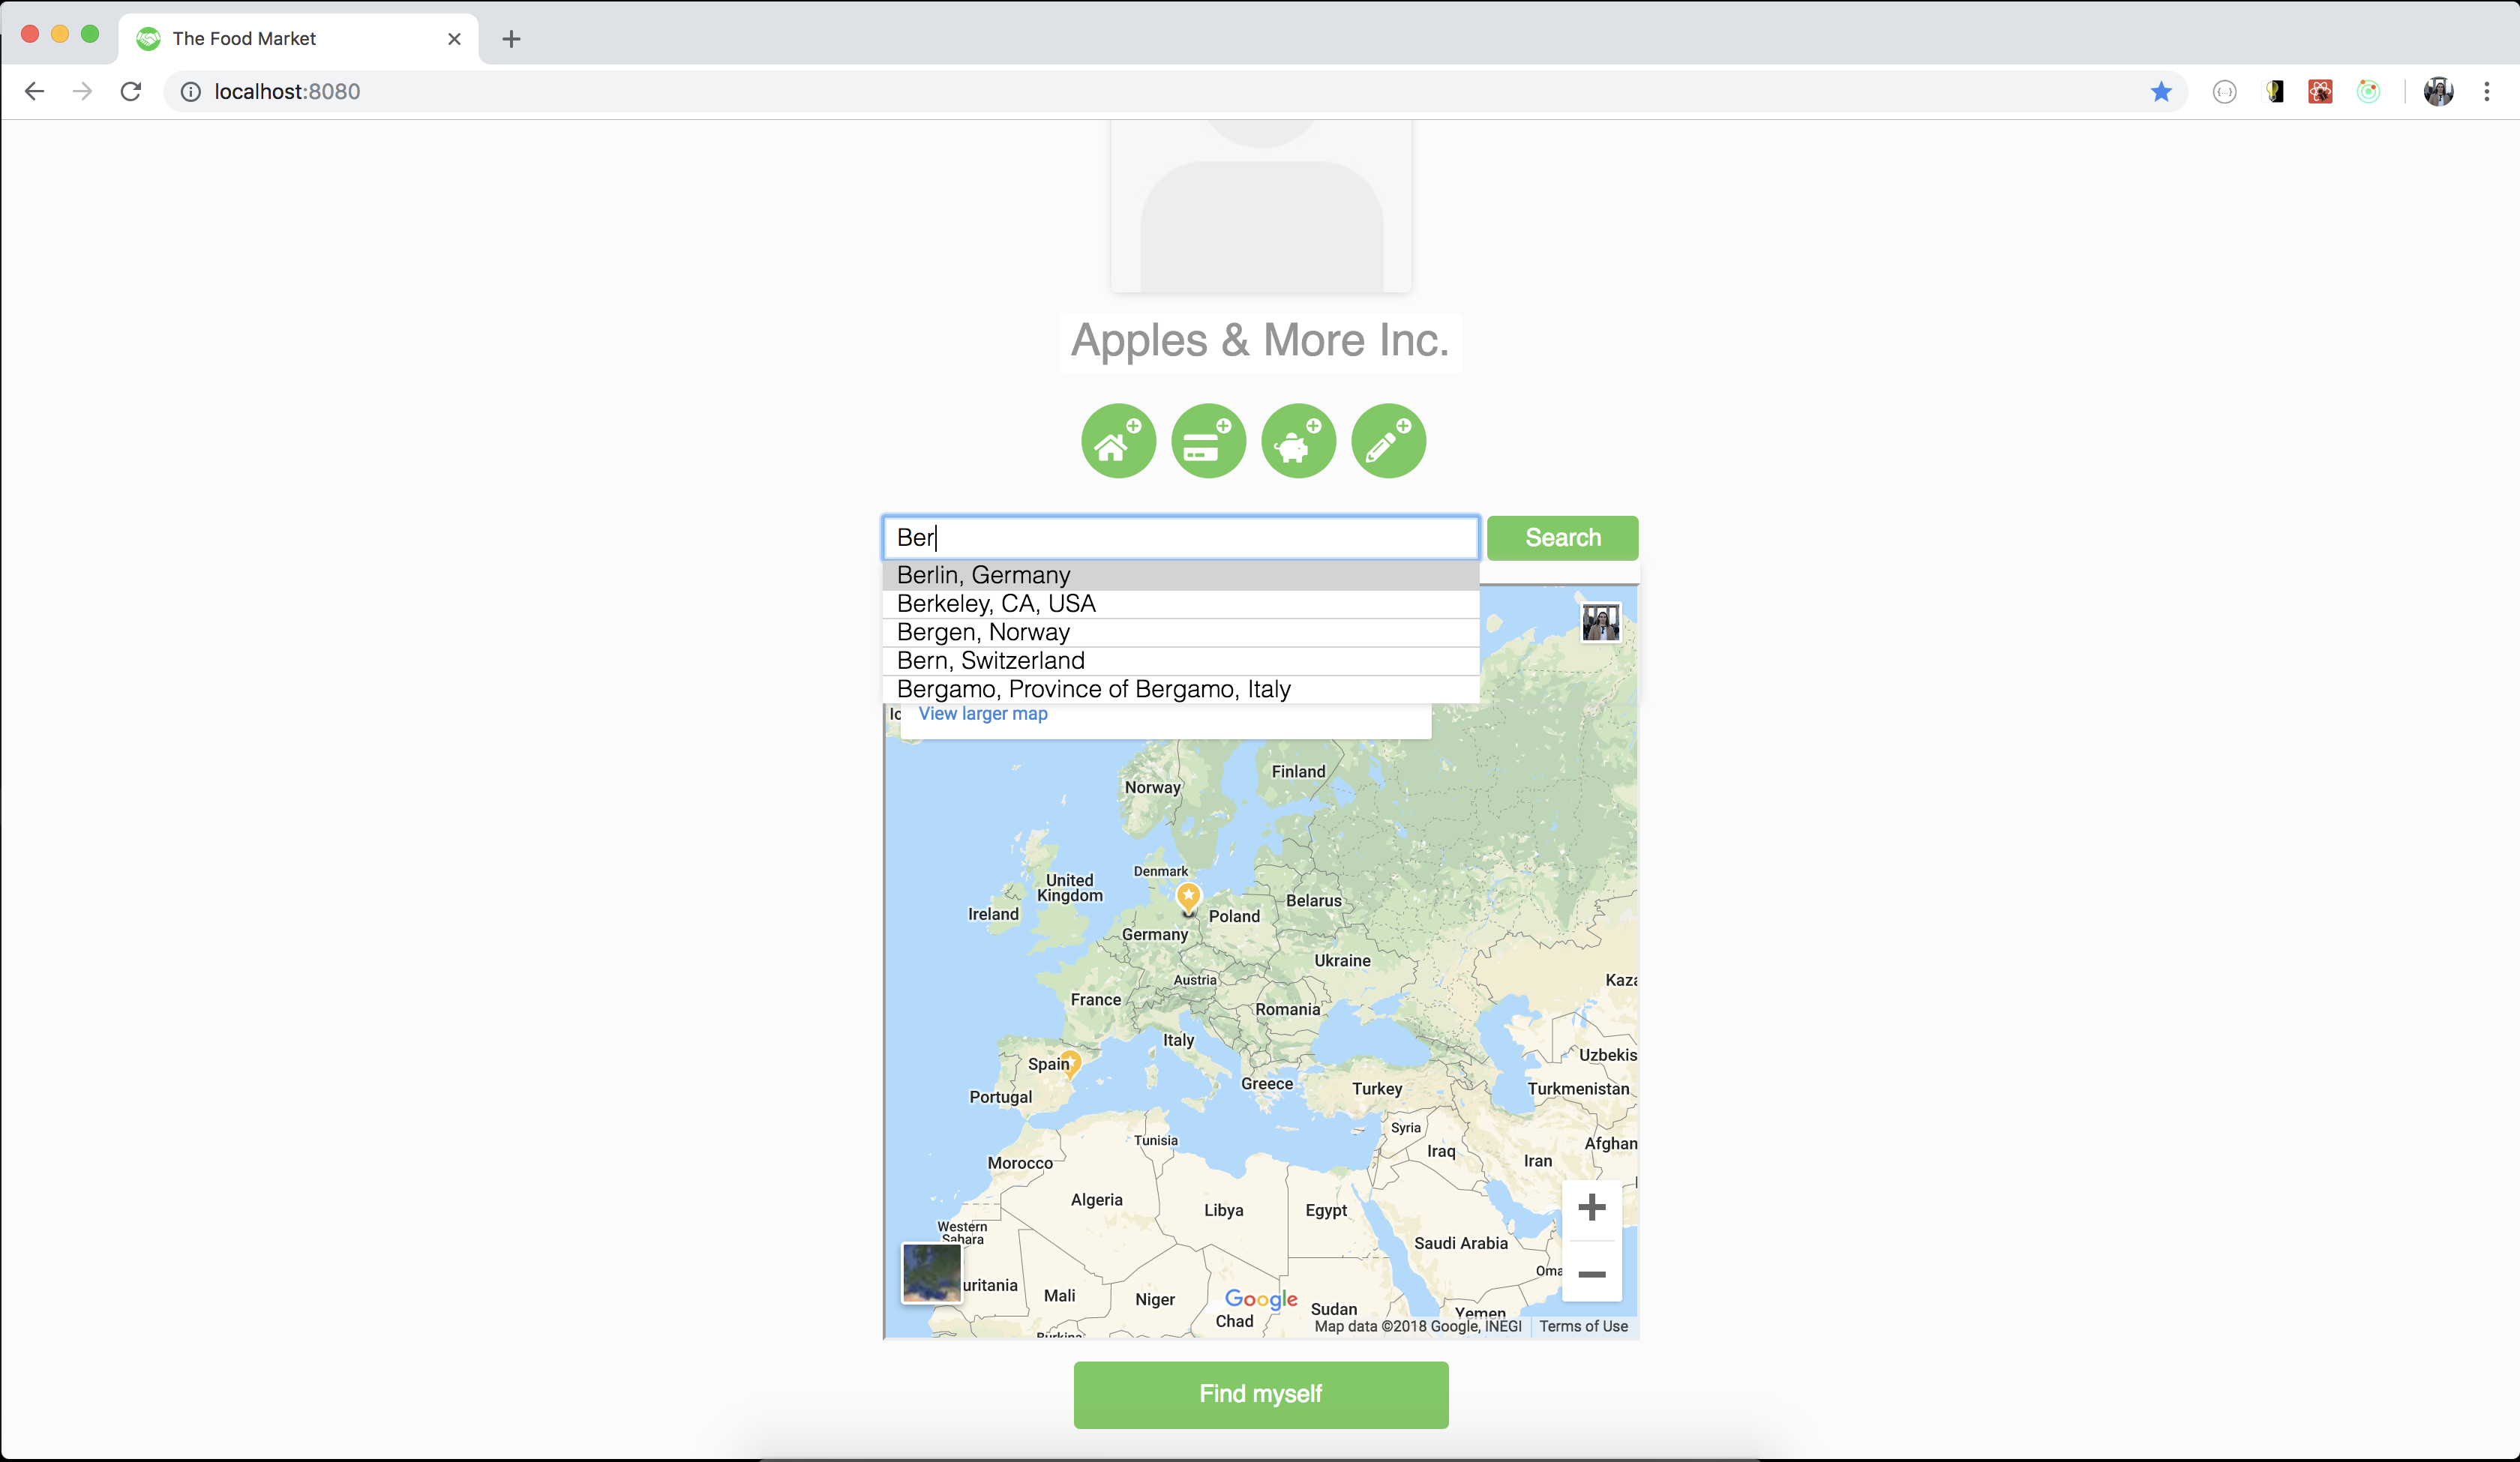 The Food Market
localhost:8080
Apples & More Inc.
Ber
Search
Berlin, Germany
Berkeley, CA, USA
Bergen, Norway
Bern, Switzerland
Bergamo, Province of Bergamo, Italy
View larger map
Finland
Norway
Denmark
United
Kingdom
Ireland
Belarus
Poland
Germany
Ukraine
Austria
Kaza
France
Romania
Italy
Uzbekis
Spain
Greece
Turkey
Turkmenistan
Portugal
Syria
Tunisia
Afghan
Iraq
Iran
Morocco
Algeria
Libya
Egypt
Western
Sahara
Saudi Arabia
Oma
uritania
Mali
Niger
Google
Sudan
Yemen
Chad
Map data ©2018 Google, INEGI
Terms of Use
Find myself